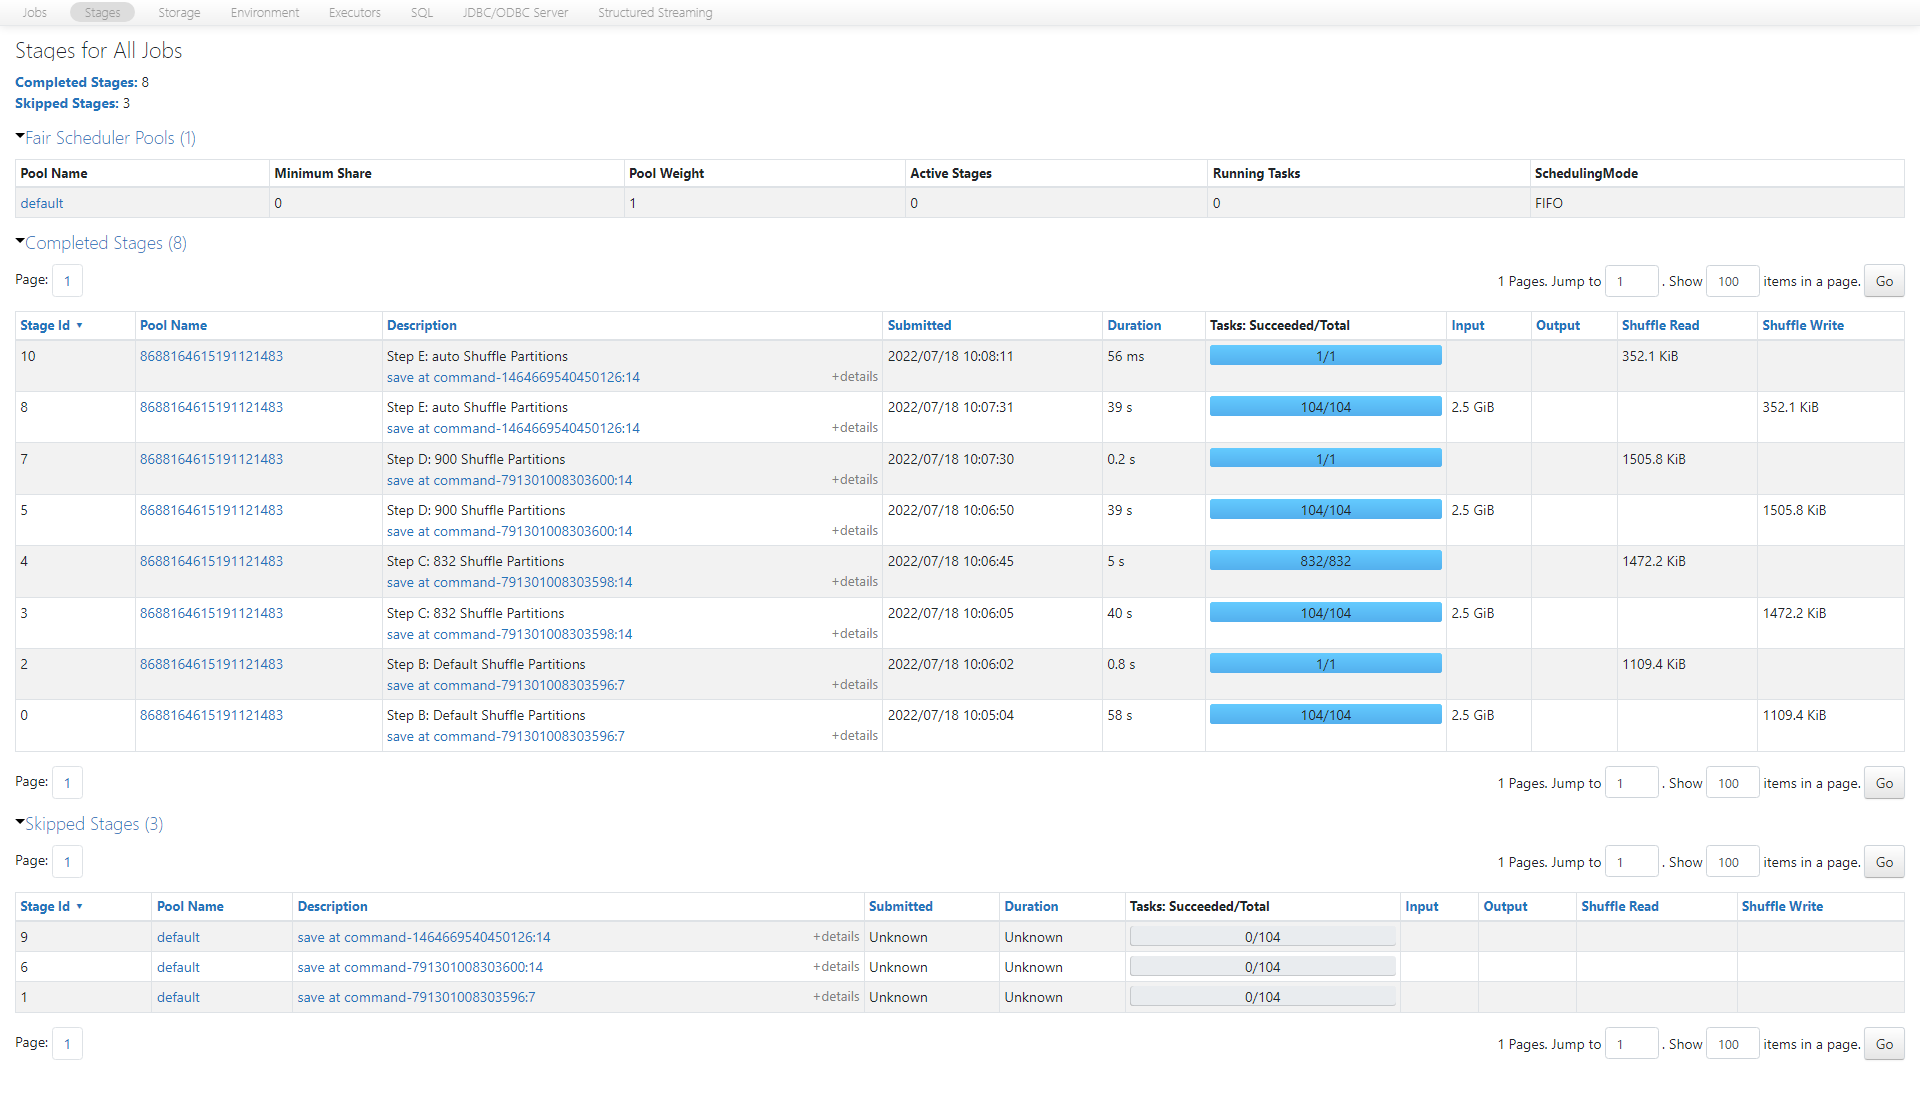 Jobs Stages Storage Environment Executors SQL JDBC/ODBC Server Structured Streaming
Stages for All Jobs
Completed Stages: 8
Skipped Stages: 3
Fair Scheduler Pools (1)
Pool Name Minimum Share Pool Weight Active Stages Running Tasks SchedulingMode
default 0 1 0 0 FIFO
Completed Stages (8)
Page: 1 1 Pages. Jump to 1 . Show 100 items in a page. Go
Stage Id ▾ Pool Name Description Submitted Duration Tasks: Succeeded/Total Input Output Shuffle Read Shuffle Write
10 8688164615191121483 Step E: auto Shuffle Partitions 2022/07/18 10:08:11 56 ms 1/1 352.1 KiB
save at command-1464669540450126:14 +details
8 8688164615191121483 Step E: auto Shuffle Partitions 2022/07/18 10:07:31 39 s 104/104 2.5 GiB 352.1 KiB
save at command-1464669540450126:14 +details
7 8688164615191121483 Step D: 900 Shuffle Partitions 2022/07/18 10:07:30 0.2 s 1/1 1505.8 KiB
save at command-791301008303600:14 +details
5 8688164615191121483 Step D: 900 Shuffle Partitions 2022/07/18 10:06:50 39 s 104/104 2.5 GiB 1505.8 KiB
save at command-791301008303600:14 +details
4 8688164615191121483 Step C: 832 Shuffle Partitions 2022/07/18 10:06:45 5 s 832/832 1472.2 KiB
save at command-791301008303598:14 +details
3 8688164615191121483 Step C: 832 Shuffle Partitions 2022/07/18 10:06:05 40 s 104/104 2.5 GiB 1472.2 KiB
save at command-791301008303598:14 +details
2 8688164615191121483 Step B: Default Shuffle Partitions 2022/07/18 10:06:02 0.8 s 1/1 1109.4 KiB
save at command-791301008303596:7 +details
0 8688164615191121483 Step B: Default Shuffle Partitions 2022/07/18 10:05:04 58 s 104/104 2.5 GiB 1109.4 KiB
save at command-791301008303596:7 +details
Page: 1 1 Pages. Jump to 1 . Show 100 items in a page. Go
Skipped Stages (3)
Page: 1 1 Pages. Jump to 1 . Show 100 items in a page. Go
Stage Id ▾ Pool Name Description Submitted Duration Tasks: Succeeded/Total Input Output Shuffle Read Shuffle Write
9 default save at command-1464669540450126:14 +details Unknown Unknown 0/104
6 default save at command-791301008303600:14 +details Unknown Unknown 0/104
1 default save at command-791301008303596:7 +details Unknown Unknown 0/104
Page: 1 1 Pages. Jump to 1 . Show 100 items in a page. Go